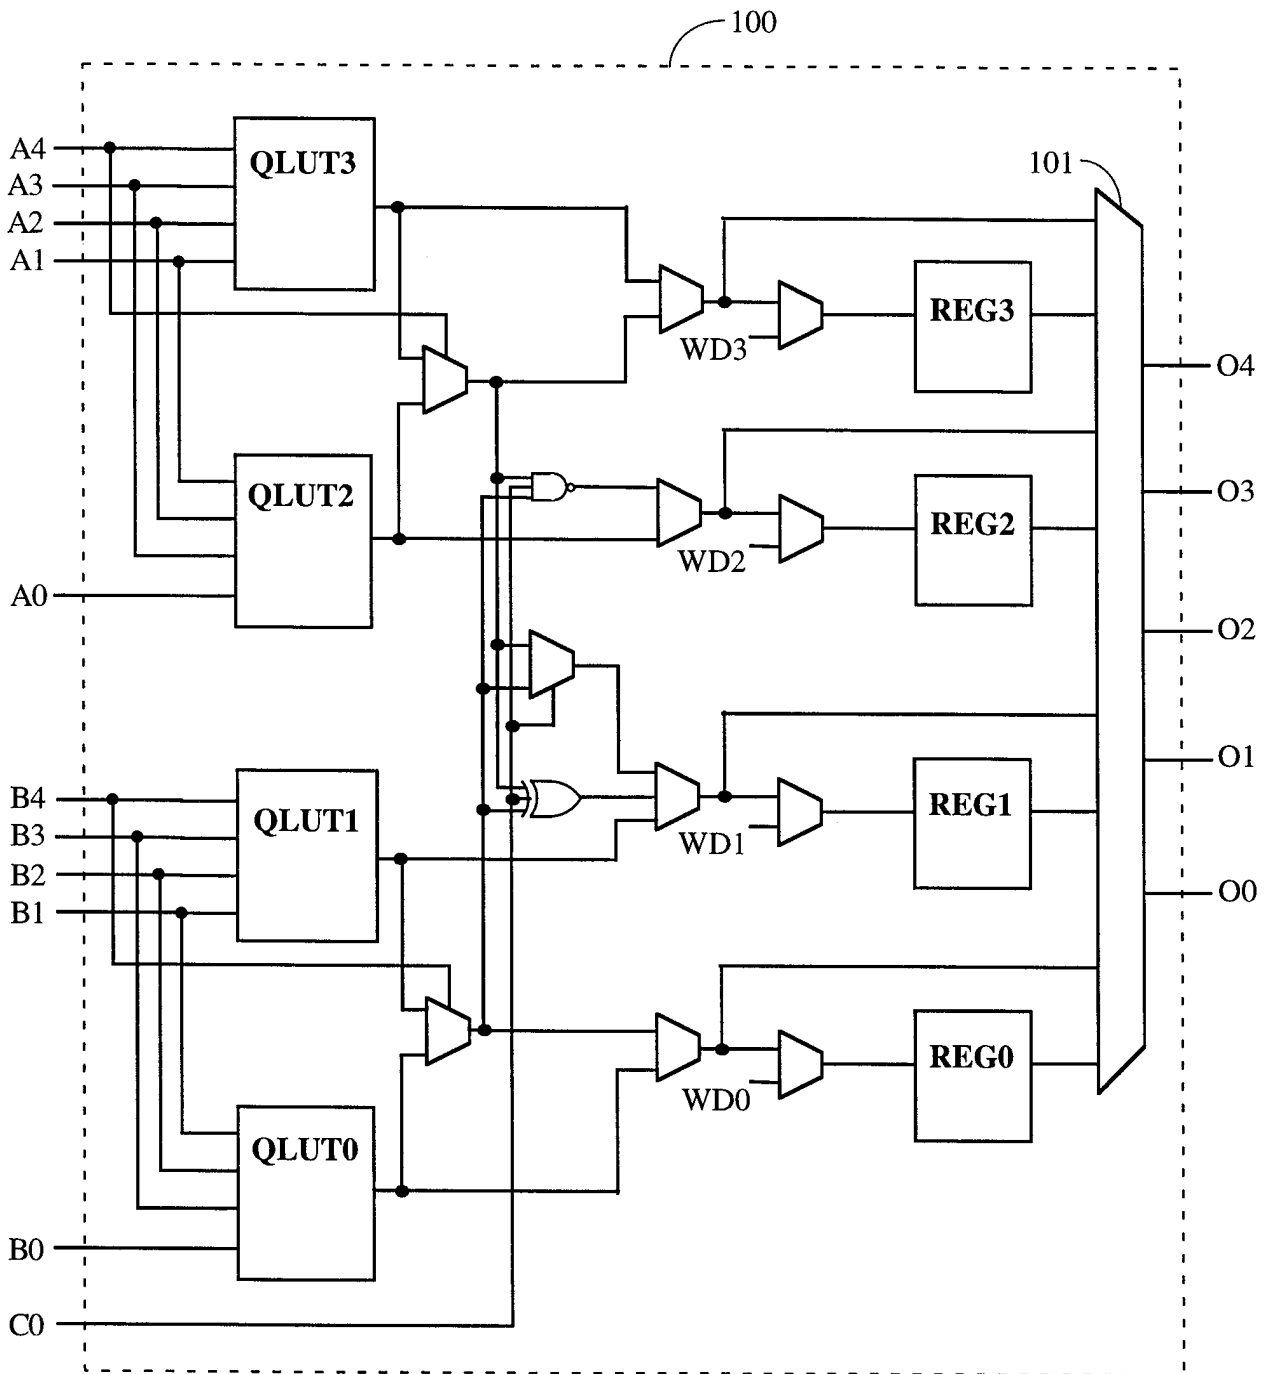 100
A4
QLUT3
101
A3
A2
A1
REG3
WD3
O4
QLUT2
O3
REG2
WD2
A0
O2
O1
B4
QLUT1
REG1
B3
WD1
B2
O0
B1
REG0
WD0
QLUT0
B0
C0